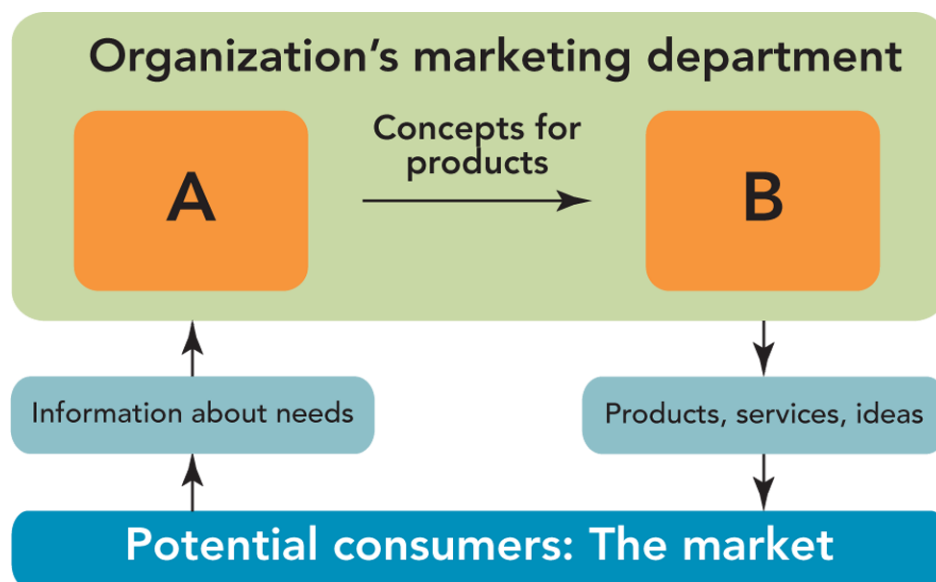 Organization’s marketing department
A
Concepts for
products
B
Information about needs
Products, services, ideas
Potential consumers: The market